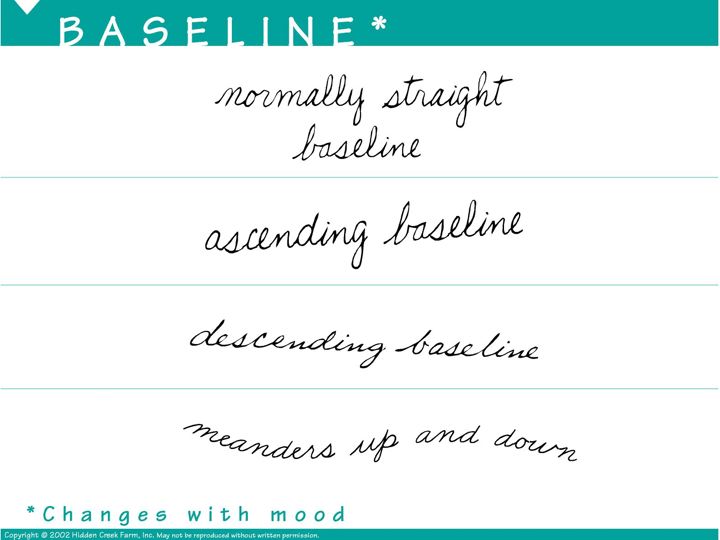 BASELINE*
normally straight
baseline
ascending baseline
descending baseline
meanders up and down
*Changes with mood
Copyright © 2002 Hidden Creek Farm, Inc. May not be reproduced without written permission.